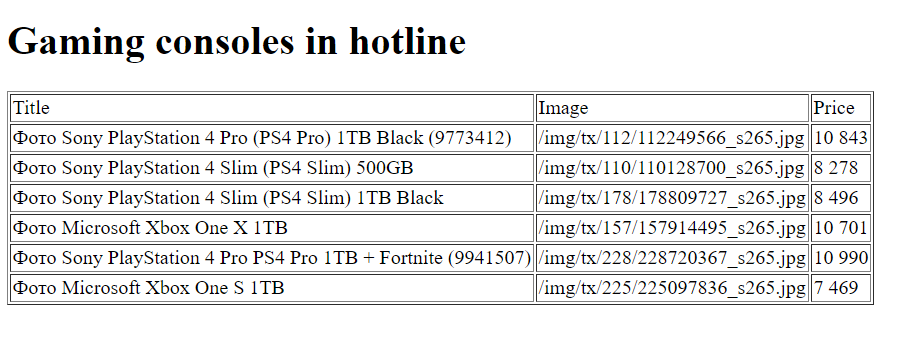 Gaming consoles in hotline
Title Image Price
Фото Sony PlayStation 4 Pro (PS4 Pro) 1TB Black (9773412) /img/tx/112/112249566_s265.jpg 10 843
Фото Sony PlayStation 4 Slim (PS4 Slim) 500GB /img/tx/110/110128700_s265.jpg 8 278
Фото Sony PlayStation 4 Slim (PS4 Slim) 1TB Black /img/tx/178/178809727_s265.jpg 8 496
Фото Microsoft Xbox One X 1TB /img/tx/157/157914495_s265.jpg 10 701
Фото Sony PlayStation 4 Pro PS4 Pro 1TB + Fortnite (9941507) /img/tx/228/228720367_s265.jpg 10 990
Фото Microsoft Xbox One S 1TB /img/tx/225/225097836_s265.jpg 7 469